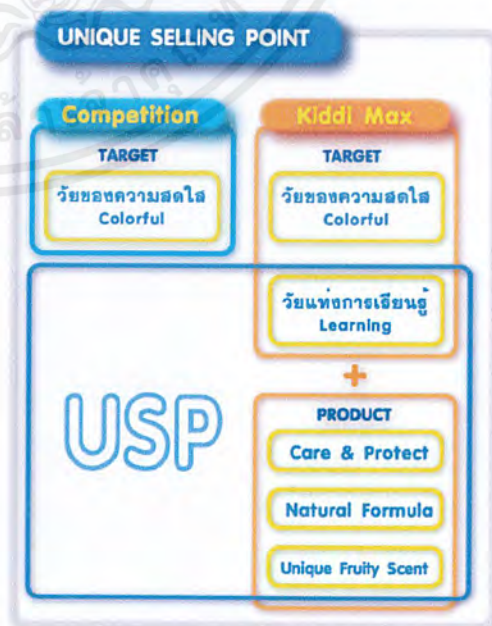 UNIQUE SELLING POINT
Competition
TARGET
วัยของความสดใส
Colorful
Kiddi Max
TARGET
วัยของความสดใส
Colorful
วัยแห่งการเรียนรู้
Learning
+
USP
PRODUCT
Care & Protect
Natural Formula
Unique Fruity Scent